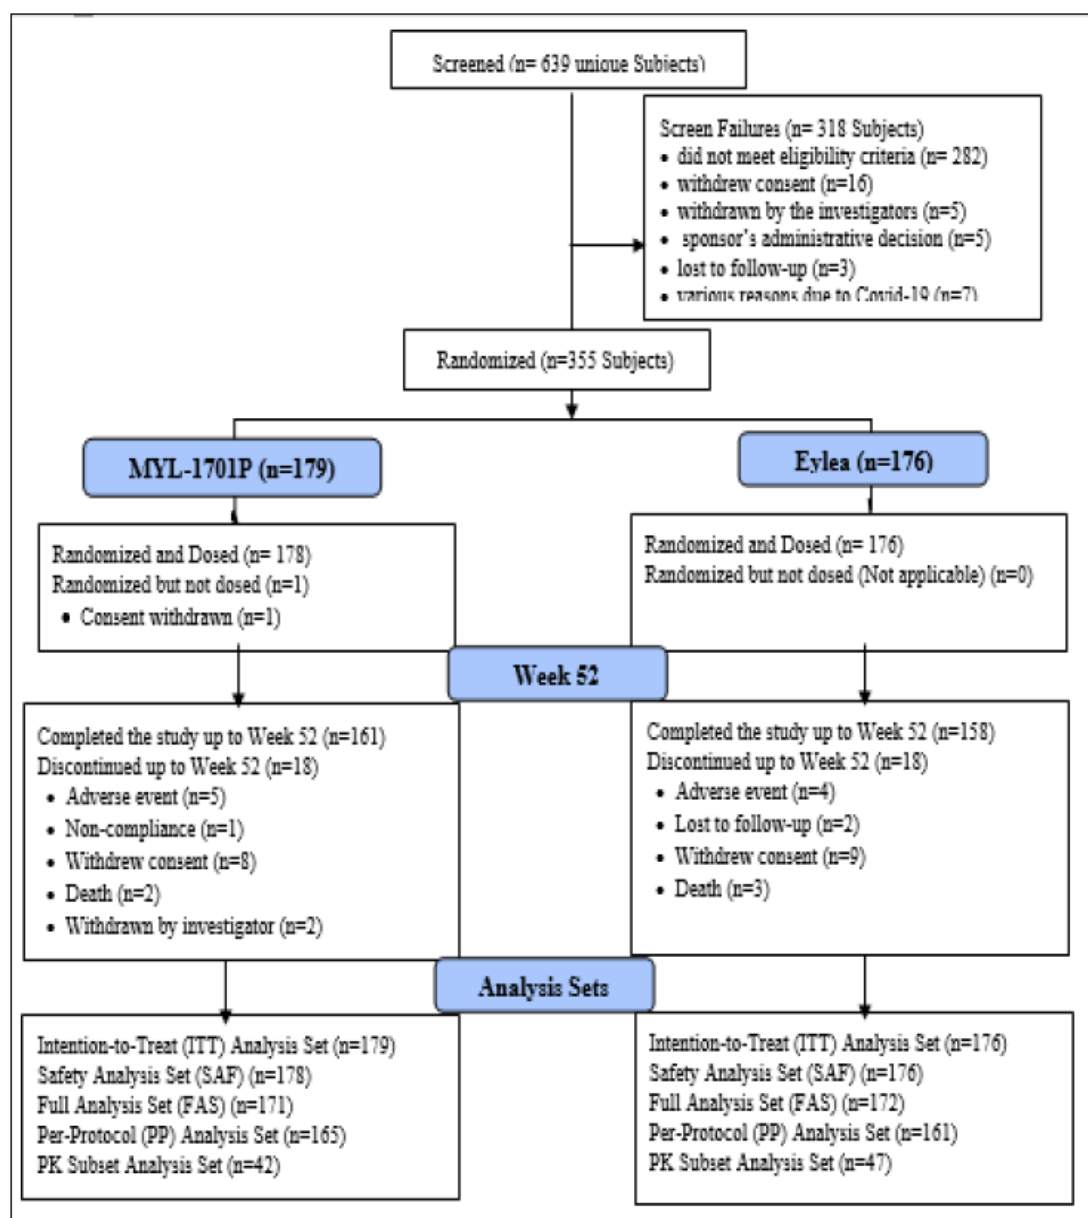 Screened (n= 639 unique Subjects)
Screen Failures (n= 318 Subjects)
• did not meet eligibility criteria (n= 282)
• withdrew consent (n=16)
• withdrawn by the investigators (n=5)
• sponsor's administrative decision (n=5)
• lost to follow-up (n=3)
• various reasons due to Covid-19 (n=7)
Randomized (n=355 Subjects)
MYL-1701P (n=179)
Eylea (n=176)
Randomized and Dosed (n= 178)
Randomized but not dosed (n=1)
• Consent withdrawn (n=1)
Randomized and Dosed (n= 176)
Randomized but not dosed (Not applicable) (n=0)
Week 52
Completed the study up to Week 52 (n=161)
Discontinued up to Week 52 (n=18)
• Adverse event (n=5)
• Non-compliance (n=1)
• Withdrew consent (n=8)
• Death (n=2)
• Withdrawn by investigator (n=2)
Completed the study up to Week 52 (n=158)
Discontinued up to Week 52 (n=18)
• Adverse event (n=4)
• Lost to follow-up (n=2)
• Withdrew consent (n=9)
• Death (n=3)
Analysis Sets
Intention-to-Treat (ITT) Analysis Set (n=179)
Safety Analysis Set (SAF) (n=178)
Full Analysis Set (FAS) (n=171)
Per-Protocol (PP) Analysis Set (n=165)
PK Subset Analysis Set (n=42)
Intention-to-Treat (ITT) Analysis Set (n=176)
Safety Analysis Set (SAF) (n=176)
Full Analysis Set (FAS) (n=172)
Per-Protocol (PP) Analysis Set (n=161)
PK Subset Analysis Set (n=47)